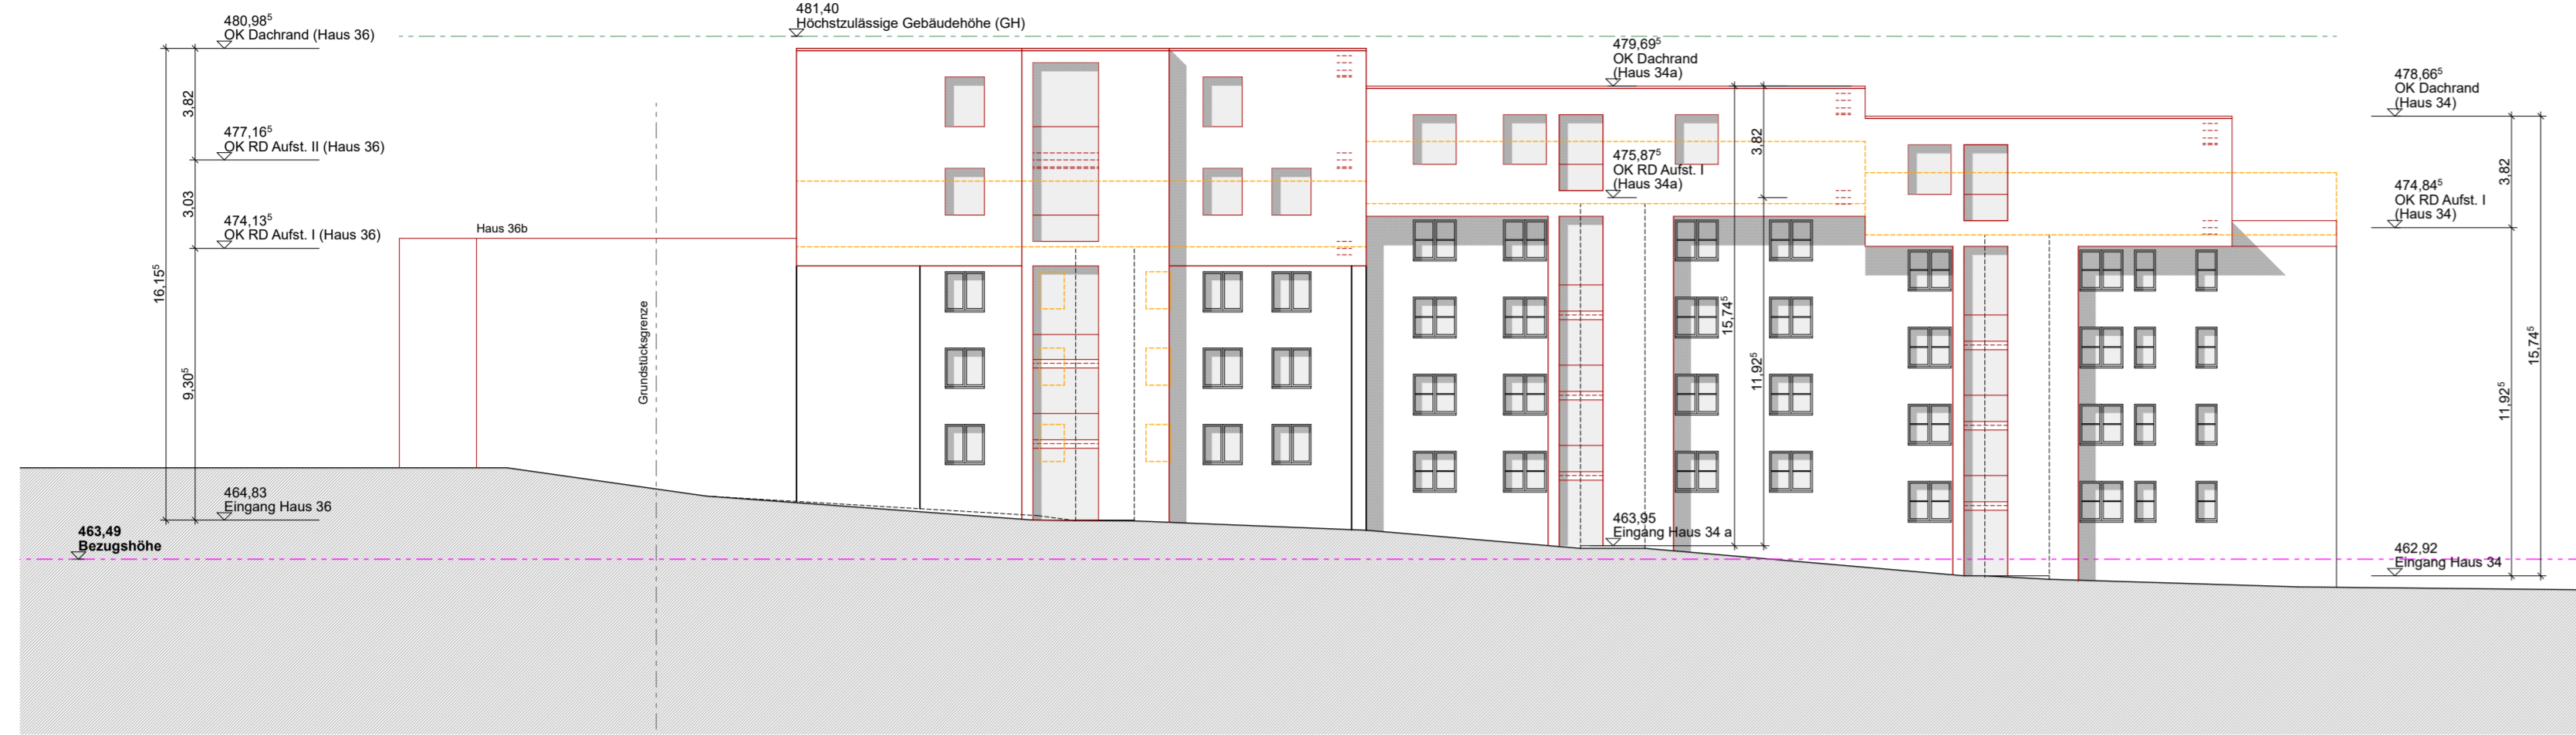 480,98⁵
OK Dachrand (Haus 36)
3,82
477,16⁵
OK RD Aufst. II (Haus 36)
3,03
474,13⁵
OK RD Aufst. I (Haus 36)
16,15⁵
9,30⁵
464,83
Eingang Haus 36
463,49
Bezugshöhe
Haus 36b
Grundstücksgrenze
481,40
Höchstzulässige Gebäudehöhe (GH)
479,69⁵
OK Dachrand
(Haus 34a)
3,82
475,87⁵
OK RD Aufst. I
(Haus 34a)
15,74⁵
11,92⁵
463,95
Eingang Haus 34 a
478,66⁵
OK Dachrand
(Haus 34)
3,82
474,84⁵
OK RD Aufst. I
(Haus 34)
15,74⁵
11,92⁵
462,92
Eingang Haus 34